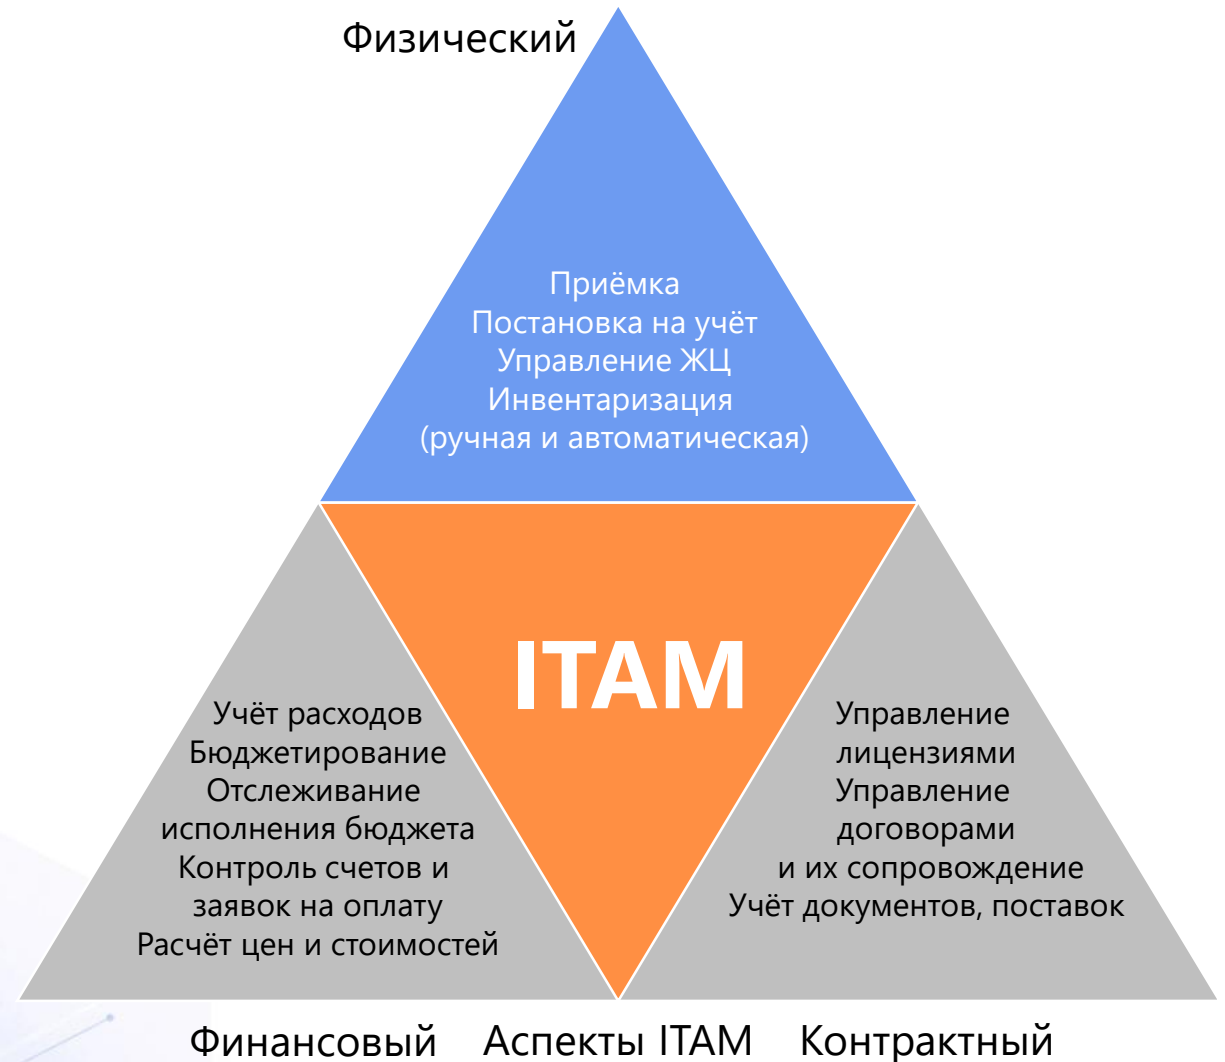 Физический
Приёмка
Постановка на учёт
Управление ЖЦ
Инвентаризация
(ручная и автоматическая)
ITAM
Учёт расходов
Бюджетирование
Отслеживание
исполнения бюджета
Контроль счетов и
заявок на оплату
Расчёт цен и стоимостей
Управление
лицензиями
Управление
договорами
и их сопровождение
Учёт документов, поставок
Финансовый
Аспекты ITAM
Контрактный